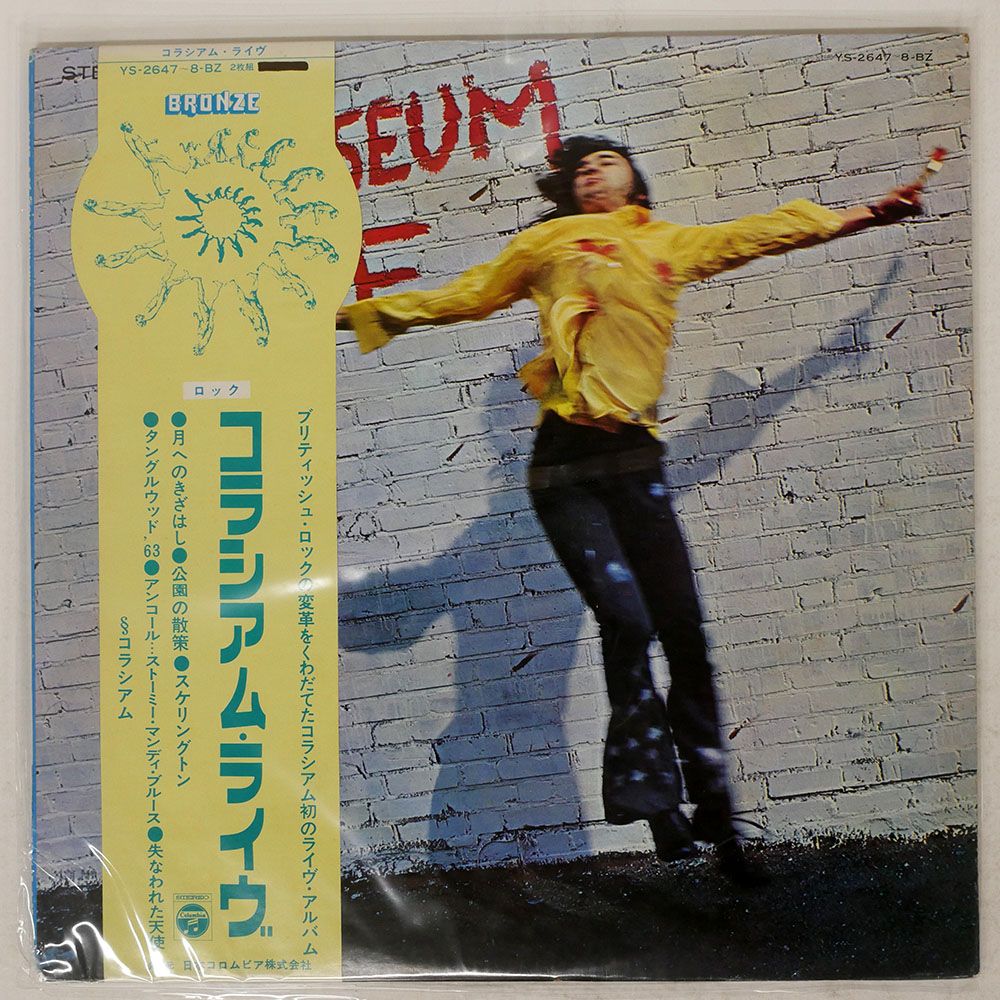 コラシアム・ライヴ
YS-2647~8-BZ 2枚組
BRONZE
ロック
ブリティッシュ・ロックの変革をくわだてたコラシアム初のライヴ・アルバム
コラシアム・ライヴ
●月へのきざはし●公園の散策●スケリングトン
●タングルウッド,'63●アンコール…ストーミー・マンディ・ブルース●失なわれた天使
§§コラシアム
STEREO
Columbia
日本コロムビア株式会社
STE
YS-2647~8-BZ
SEUM
E